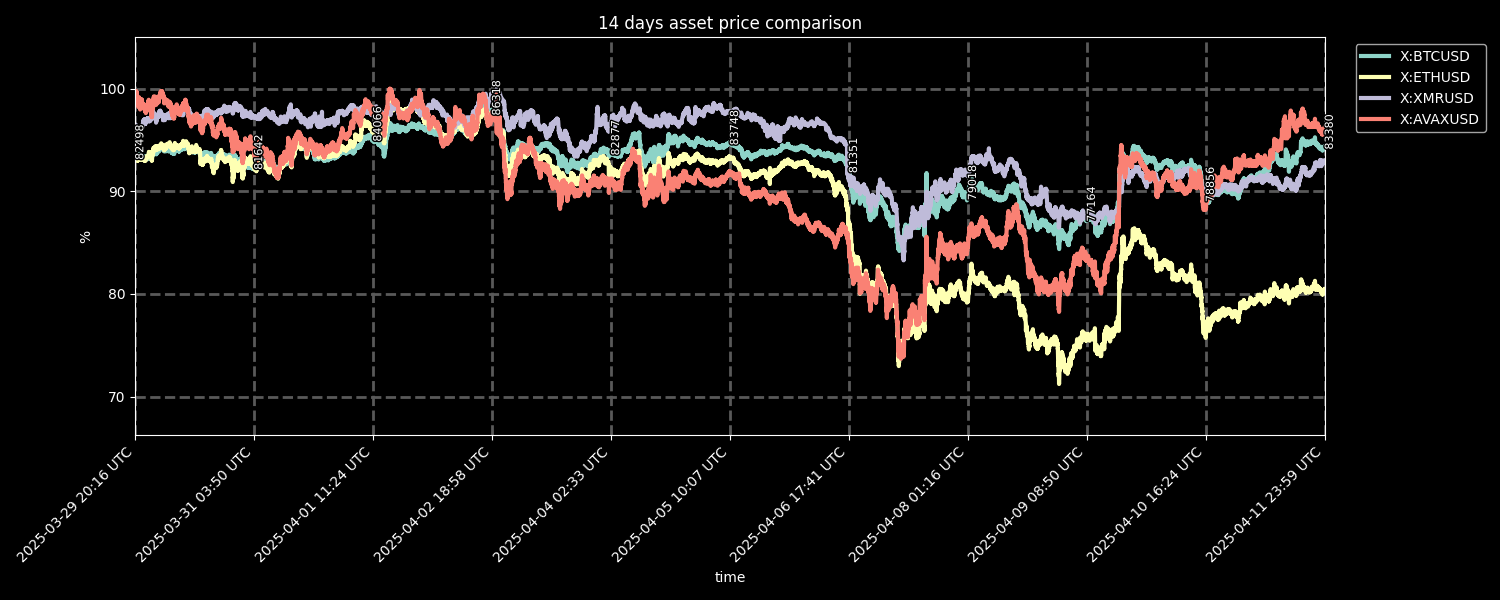 14 days asset price comparison
X:BTCUSD
X:ETHUSD
X:XMRUSD
X:AVAXUSD
100
90
80
70
%
82498
81642
84066
86318
82877
83748
81351
79018
77164
78856
83380
2025-03-29 20:16 UTC
2025-03-31 03:50 UTC
2025-04-01 11:24 UTC
2025-04-02 18:58 UTC
2025-04-04 02:33 UTC
2025-04-05 10:07 UTC
2025-04-06 17:41 UTC
2025-04-08 01:16 UTC
2025-04-09 08:50 UTC
2025-04-10 16:24 UTC
2025-04-11 23:59 UTC
time